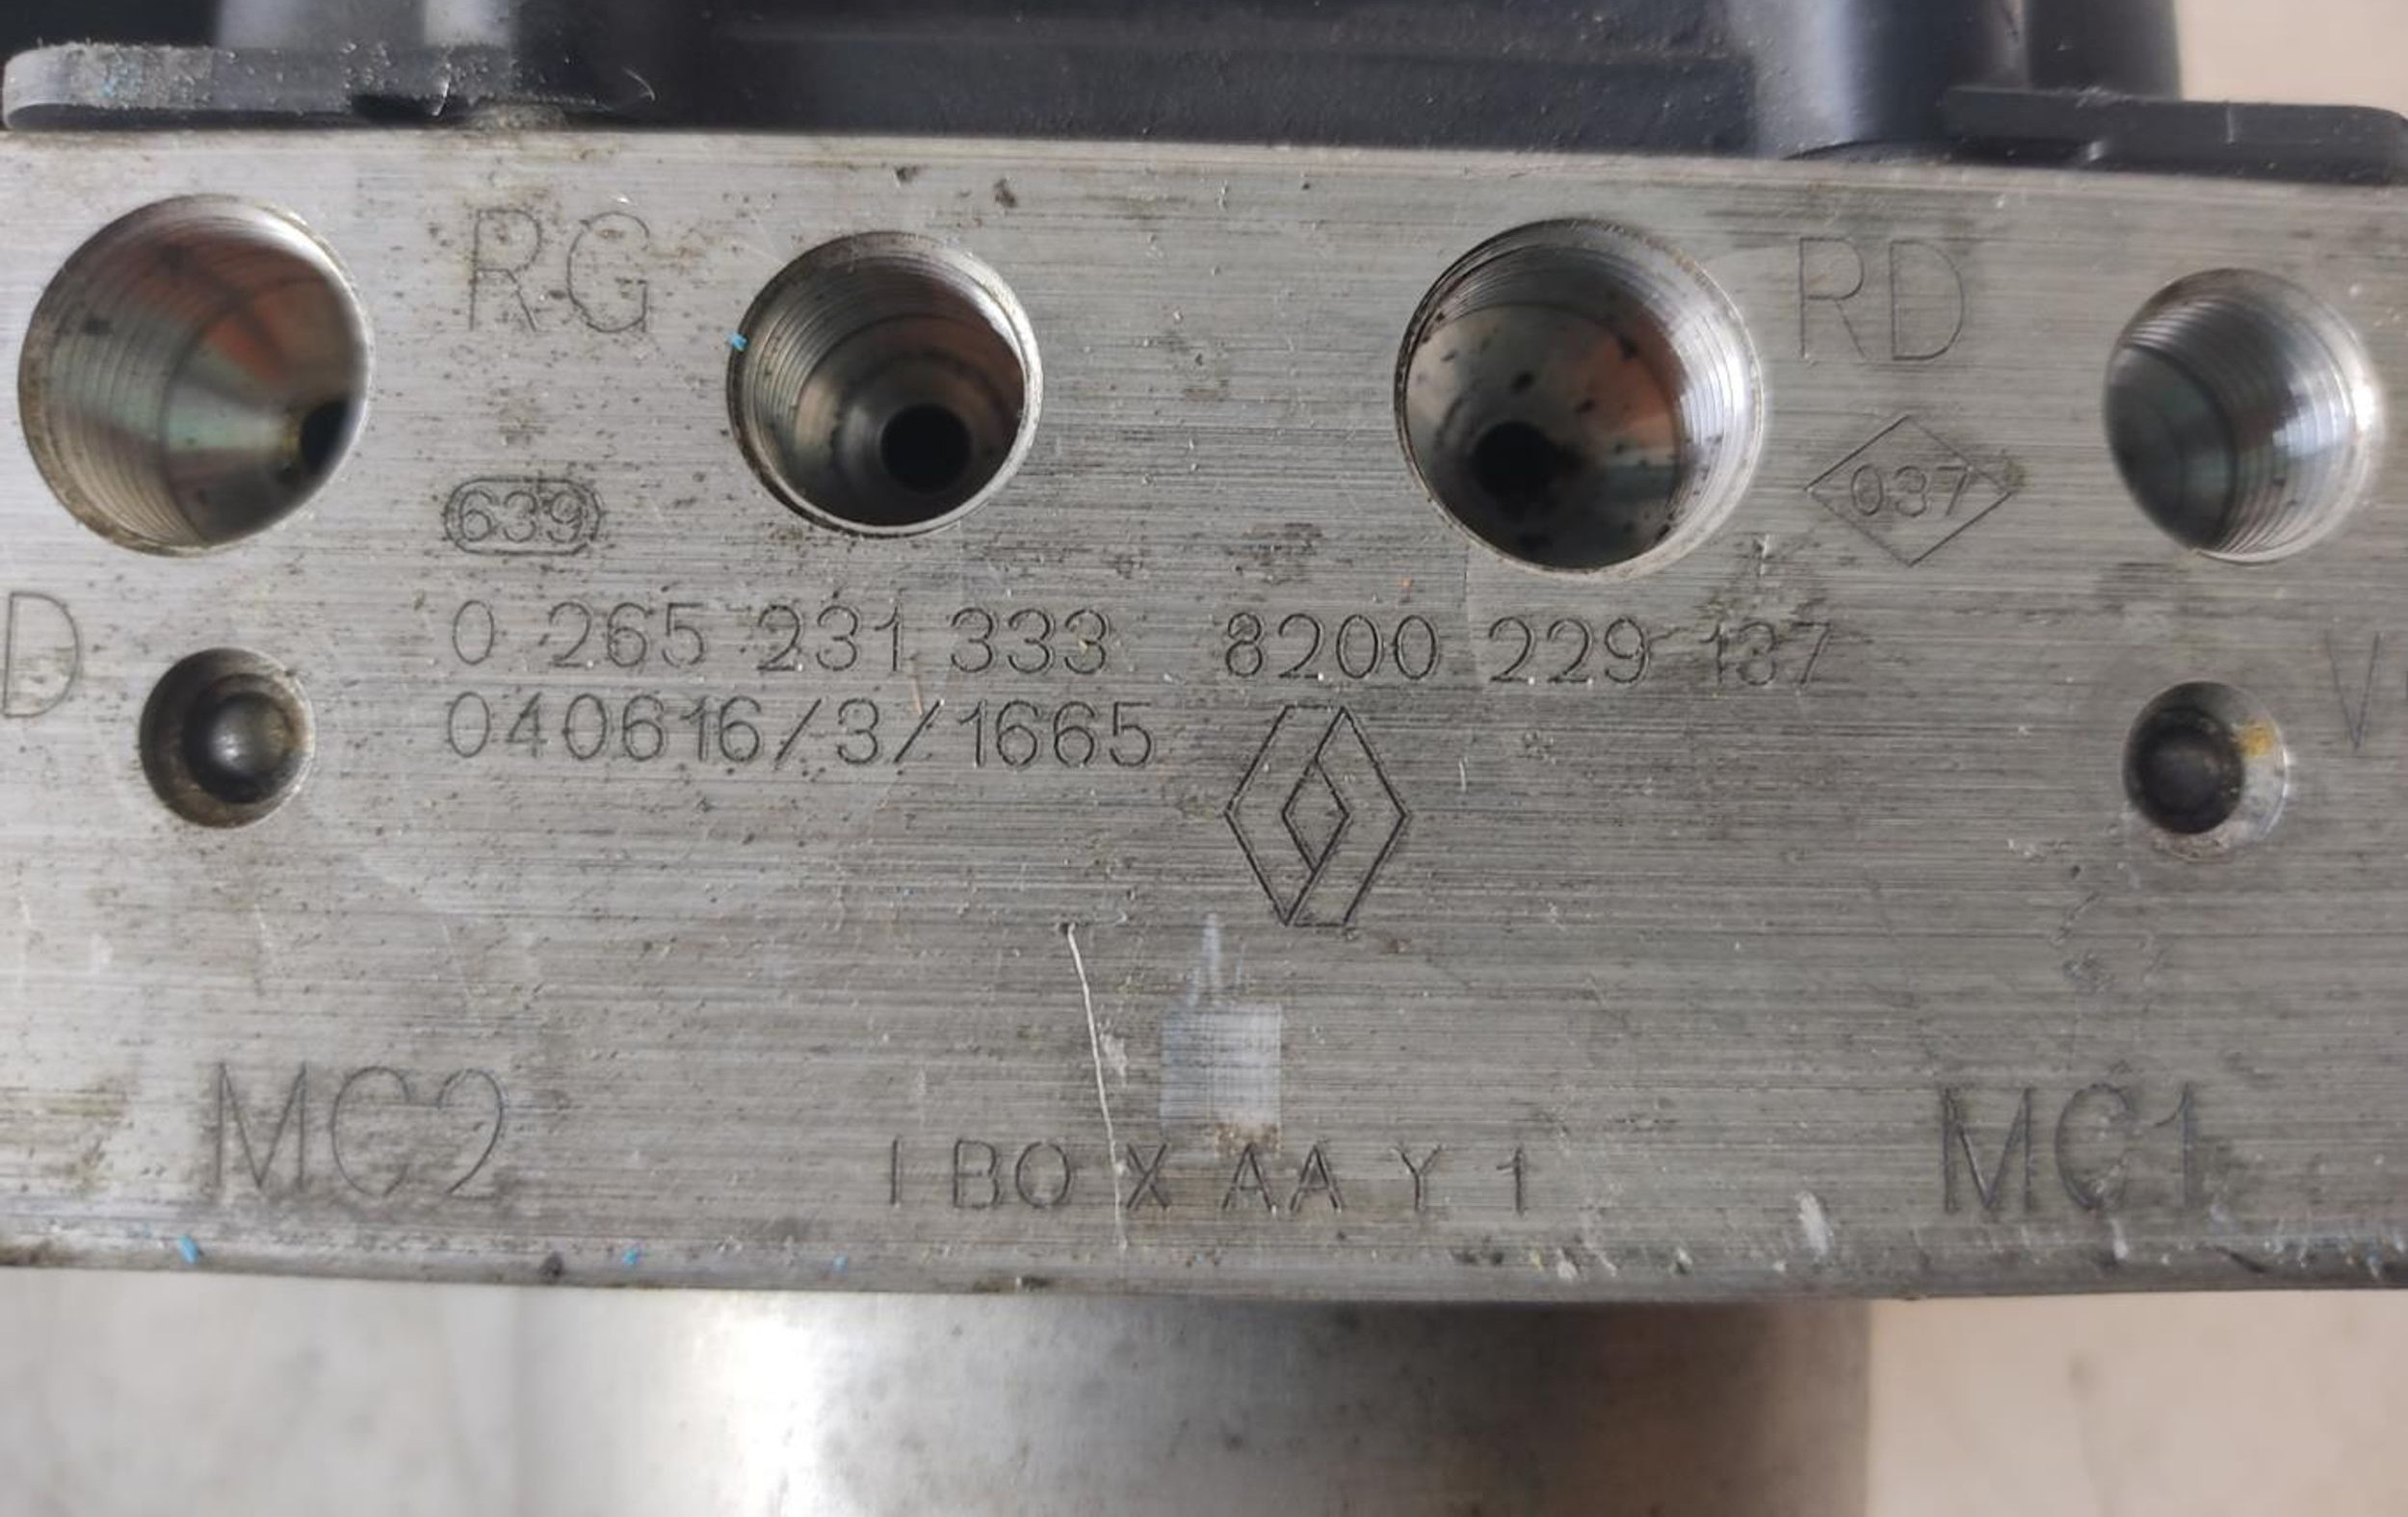 RG
RD
639
037
D
0 265 231 333 8200 229 137
V
040616/3/1665
MC2
MC1
I BO X AA Y 1